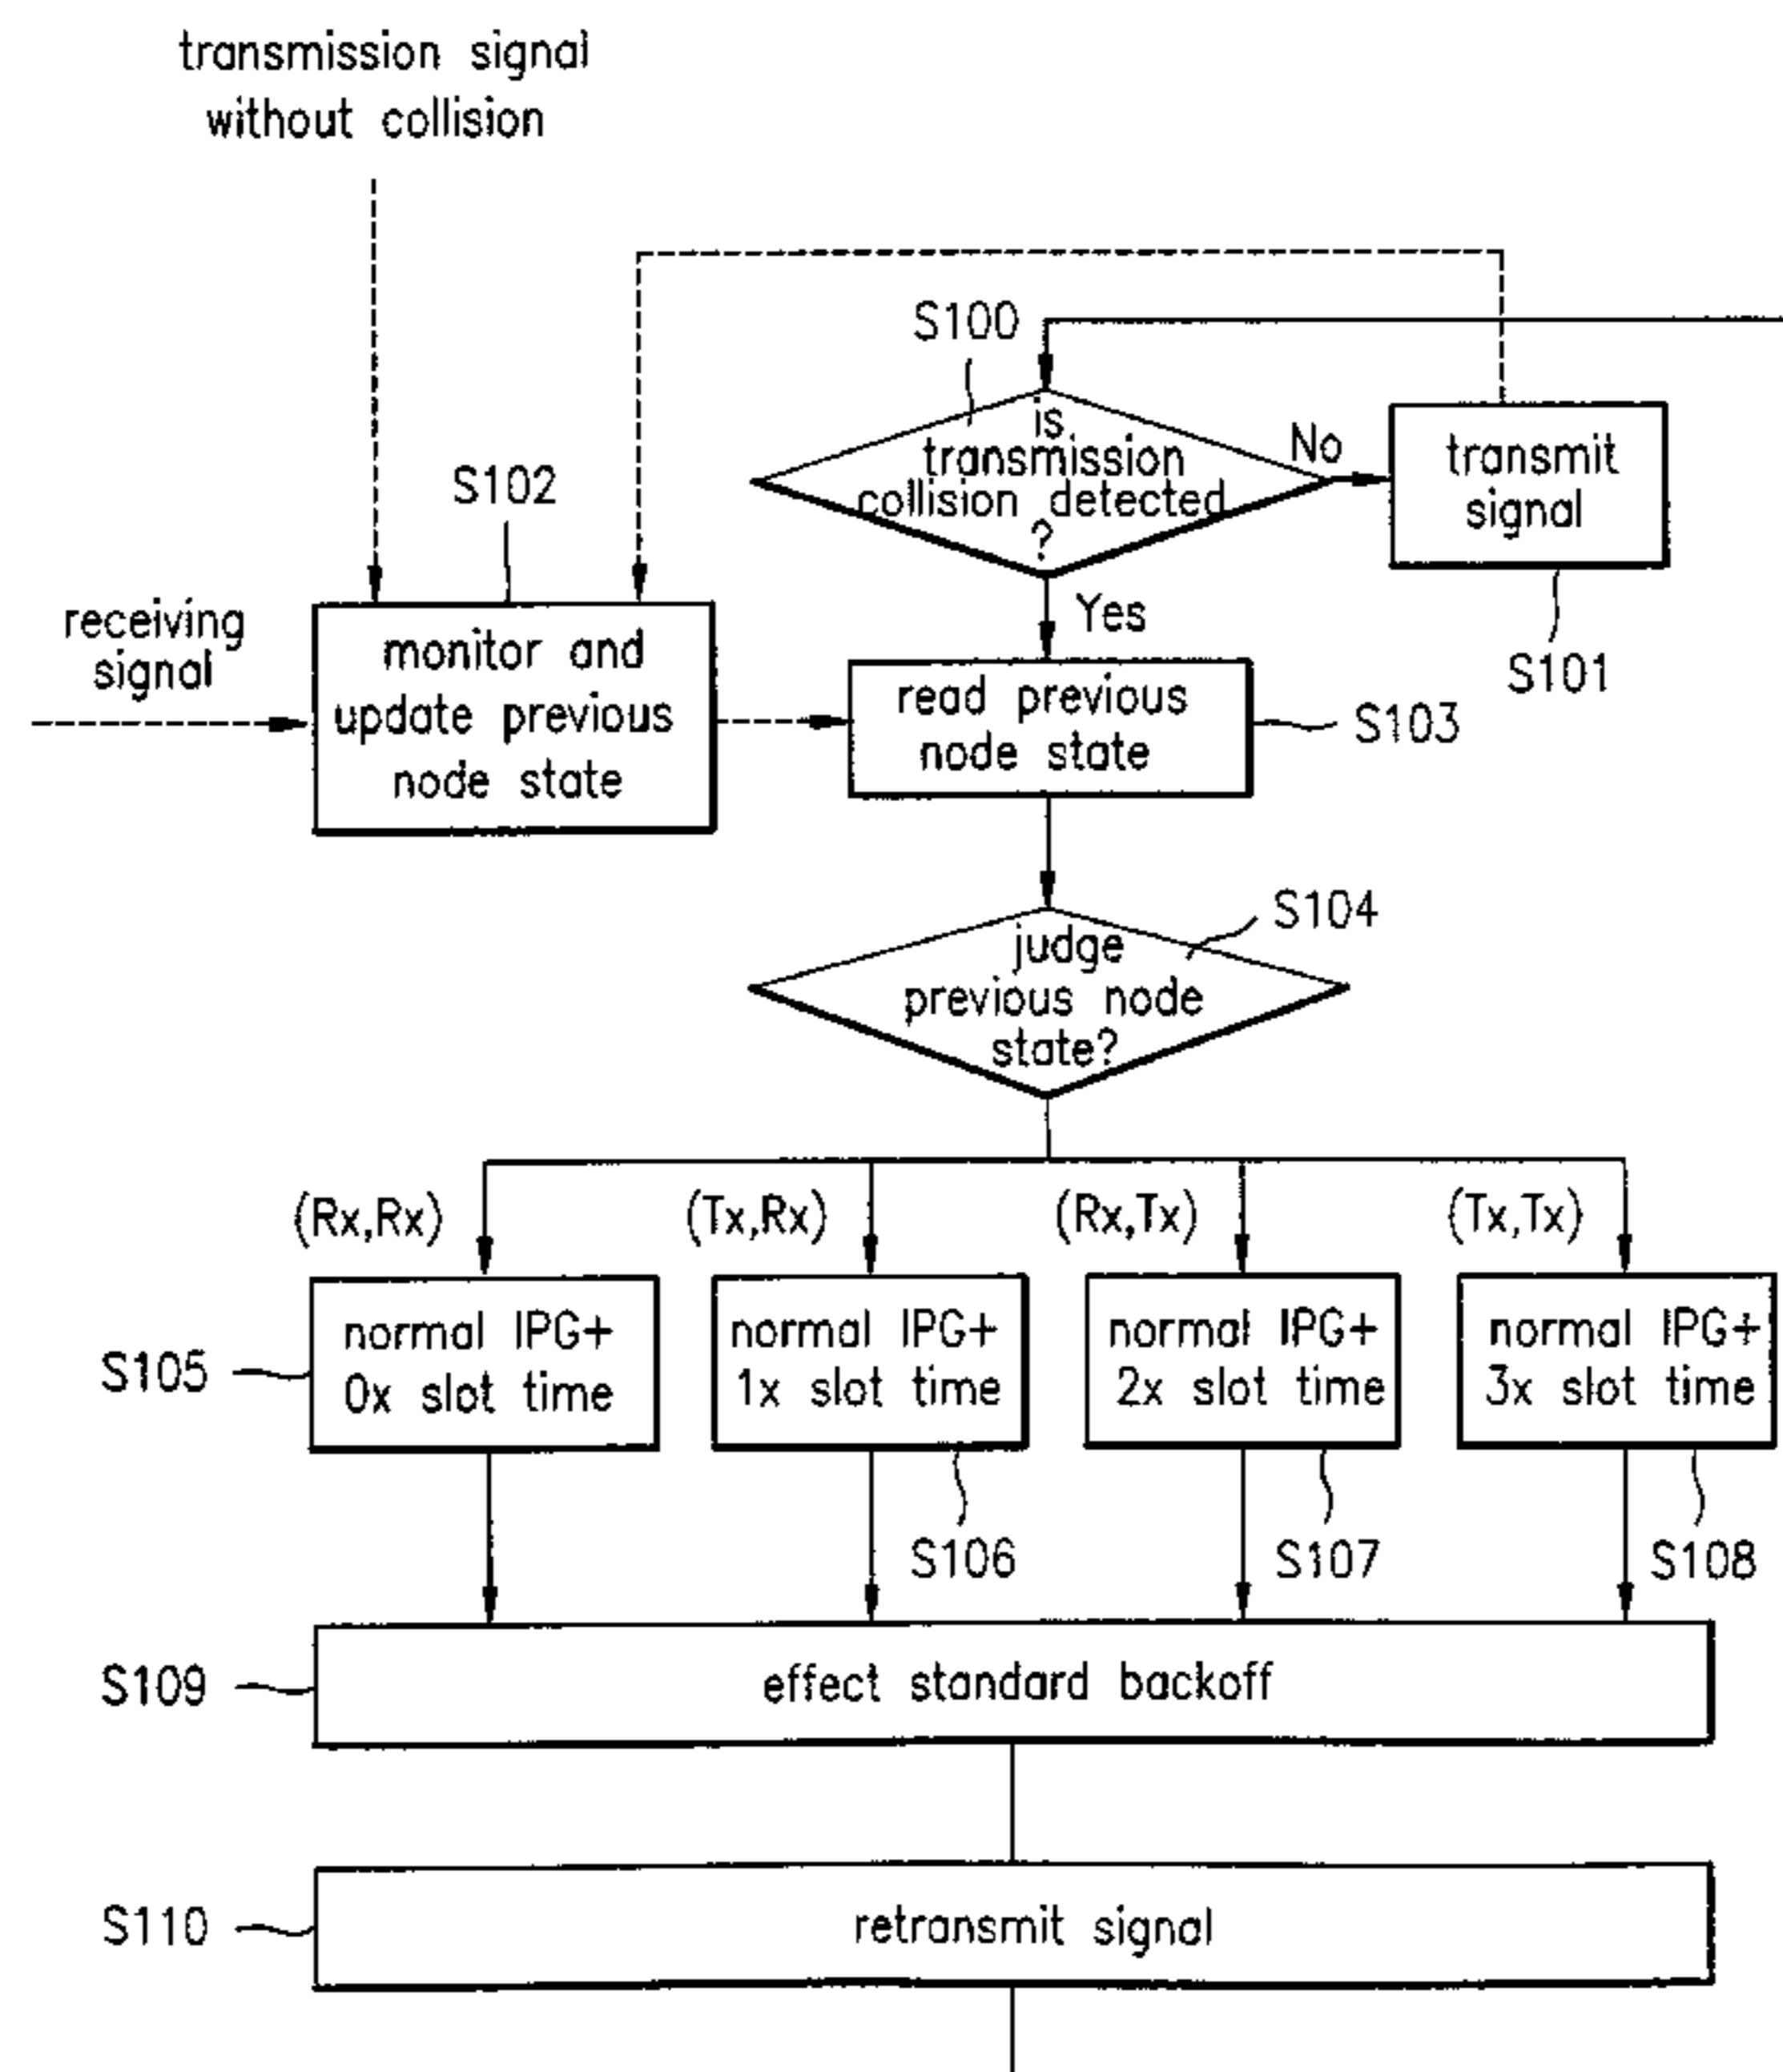 transmission signal
without collision
S100
is
transmission
collision detected
?
No
transmit
signal
S101
S102
receiving
signal
monitor and
update previous
node state
Yes
read previous
node state
S103
S104
judge
previous node
state?
(Rx,Rx)
(Tx,Rx)
(Rx,Tx)
(Tx,Tx)
S105
normal IPG+
0x slot time
normal IPG+
1x slot time
normal IPG+
2x slot time
normal IPG+
3x slot time
S106
S107
S108
S109
effect standard backoff
S110
retransmit signal